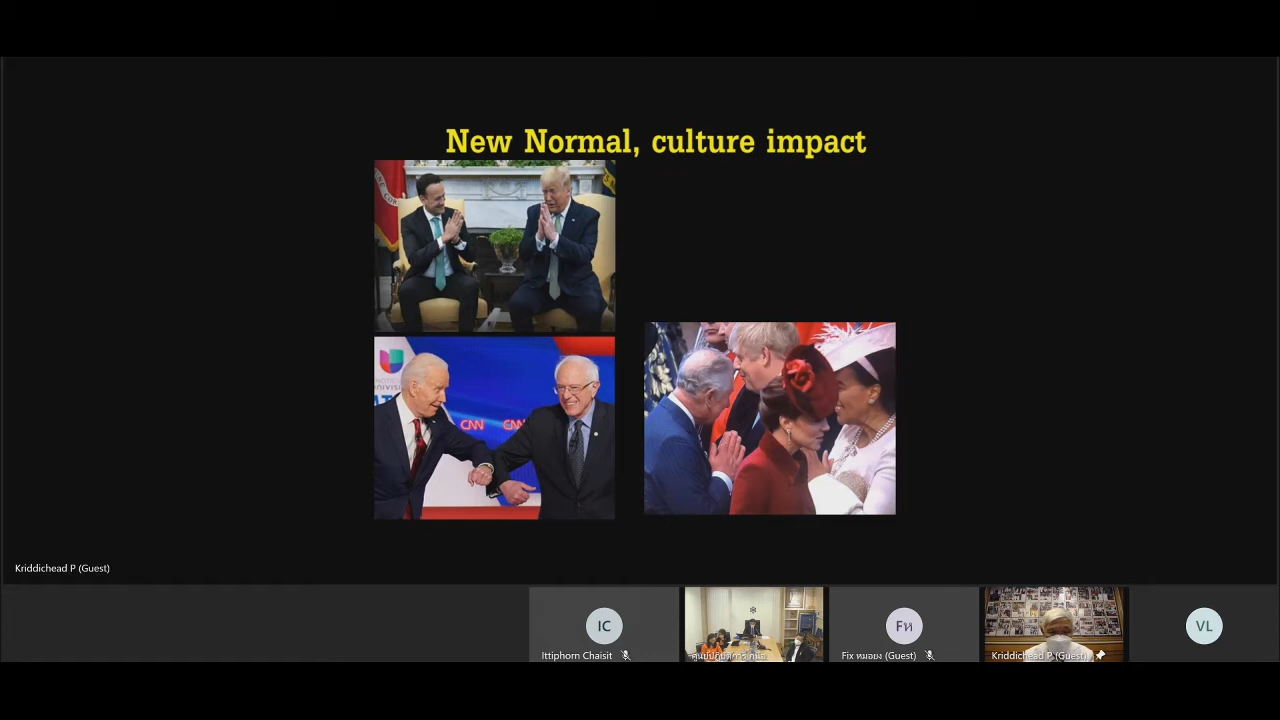 New Normal, culture impact
CNN
CNN
Kriddichead P (Guest)
IC
Fห
VL
Ittiphorn Chaisit
Fix หมอยง (Guest)
Kriddichead P (Guest)